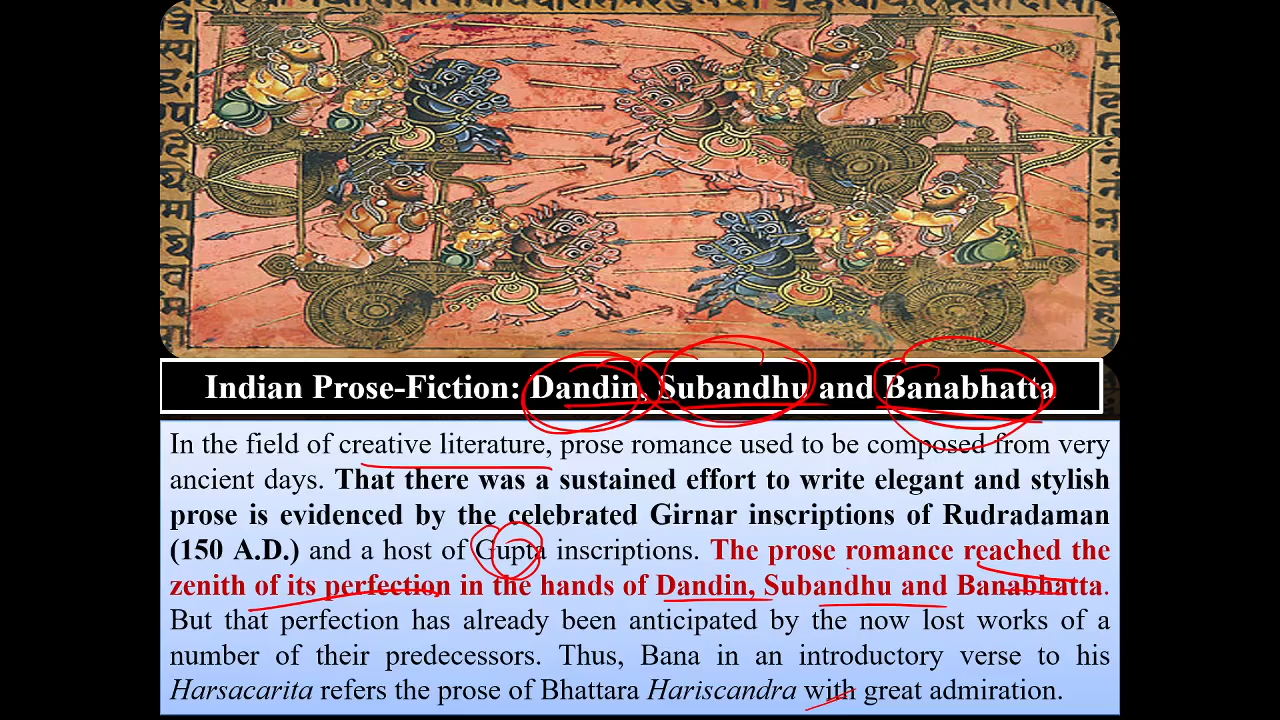 Indian Prose-Fiction: Dandin, Subandhu and Banabhatta
In the field of creative literature, prose romance used to be composed from very
ancient days. That there was a sustained effort to write elegant and stylish
prose is evidenced by the celebrated Girnar inscriptions of Rudradaman
(150 A.D.) and a host of Gupta inscriptions. The prose romance reached the
zenith of its perfection in the hands of Dandin, Subandhu and Banabhatta.
But that perfection has already been anticipated by the now lost works of a
number of their predecessors. Thus, Bana in an introductory verse to his
Harsacarita refers the prose of Bhattara Hariscandra with great admiration.